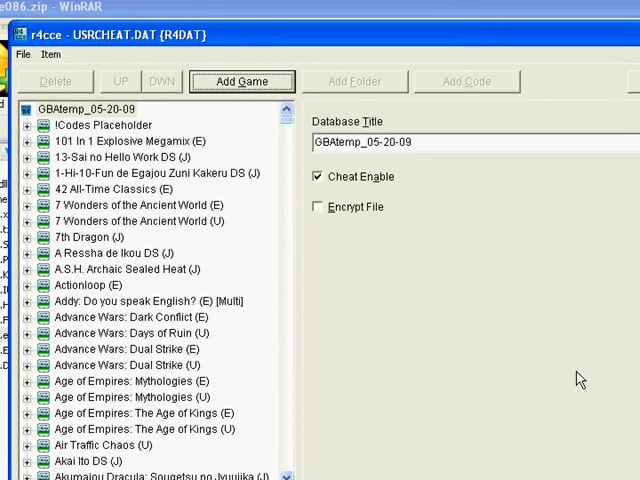 e086.zip - WinRAR
r4cce - USRCHEAT.DAT {R4DAT}
File Item
Delete UP DWN Add Game Add Folder Add Code
GBAtemp_05-20-09
!Codes Placeholder
101 In 1 Explosive Megamix (E)
13-Sai no Hello Work DS (J)
1-Hi-10-Fun de Egajou Zuni Kakeru DS (J)
42 All-Time Classics (E)
7 Wonders of the Ancient World (E)
7 Wonders of the Ancient World (U)
7th Dragon (J)
A Ressha de Ikou DS (J)
A.S.H. Archaic Sealed Heat (J)
Actionloop (E)
Addy: Do you speak English? (E) [Multi]
Advance Wars: Dark Conflict (E)
Advance Wars: Days of Ruin (U)
Advance Wars: Dual Strike (E)
Advance Wars: Dual Strike (U)
Age of Empires: Mythologies (E)
Age of Empires: Mythologies (U)
Age of Empires: The Age of Kings (E)
Age of Empires: The Age of Kings (U)
Air Traffic Chaos (U)
Akai Ito DS (J)
Akumajou Dracula: Sougetsu no Jyuujika (J)
Database Title
GBAtemp_05-20-09
Cheat Enable
Encrypt File